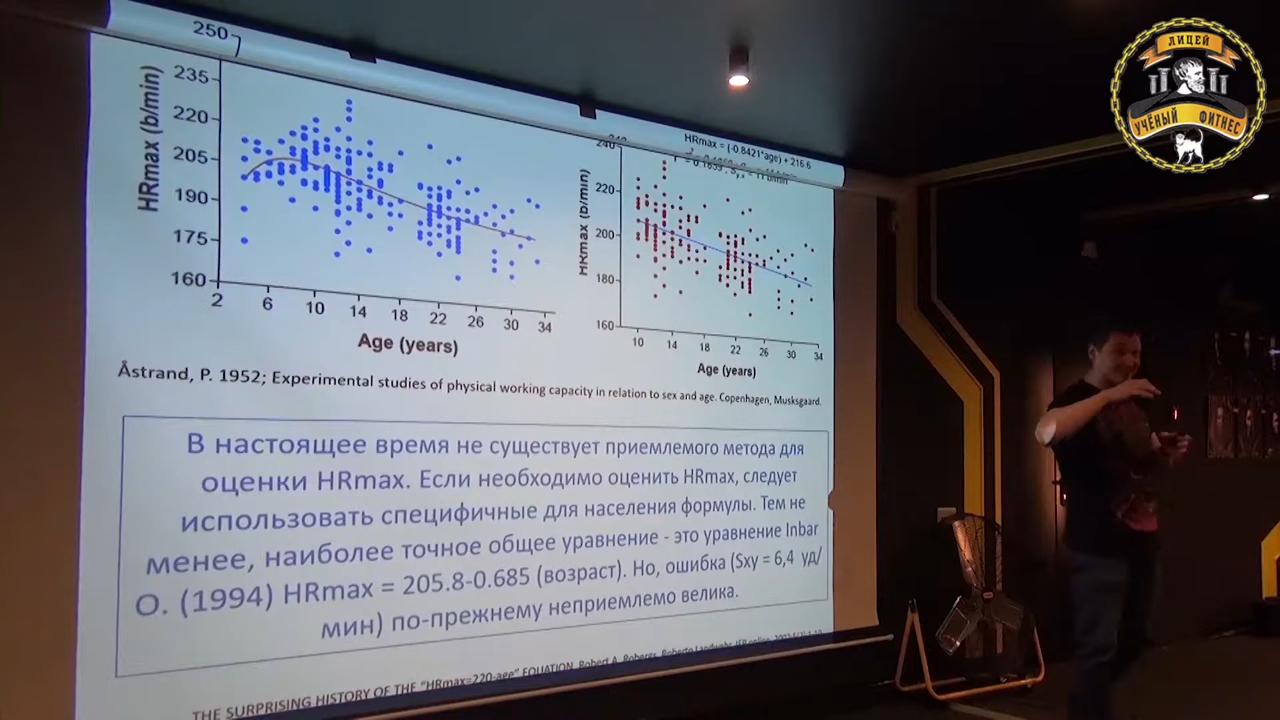 250
HRmax (b/min)
235
220
205
190
175
160
2 6 10 14 18 22 26 30 34
Age (years)
HRmax = (-0.8421*age) + 216.6
240
HRmax (b/min)
220
200
180
160
10 14 18 22 26 30 34
Age (years)
Åstrand, P. 1952; Experimental studies of physical working capacity in relation to sex and age. Copenhagen, Musksgaard.
В настоящее время не существует приемлемого метода для
оценки HRmax. Если необходимо оценить HRmax, следует
использовать специфичные для населения формулы. Тем не
менее, наиболее точное общее уравнение - это уравнение Inbar
O. (1994) HRmax = 205.8-0.685 (возраст). Но, ошибка (Sxy = 6,4 уд/
мин) по-прежнему неприемлемо велика.
THE SURPRISING HISTORY OF THE "HRmax=220-age" EQUATION. Robert A. Robergs, Roberto Landwehr
ЛИЦЕЙ
УЧЁНЫЙ ФИТНЕС